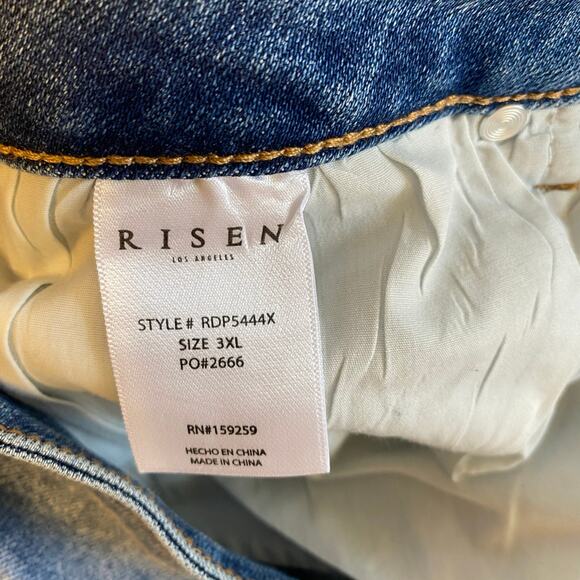 RISEN
LOS ANGELES
STYLE# RDP5444X
SIZE 3XL
PO#2666
RN#159259
HECHO EN CHINA
MADE IN CHINA